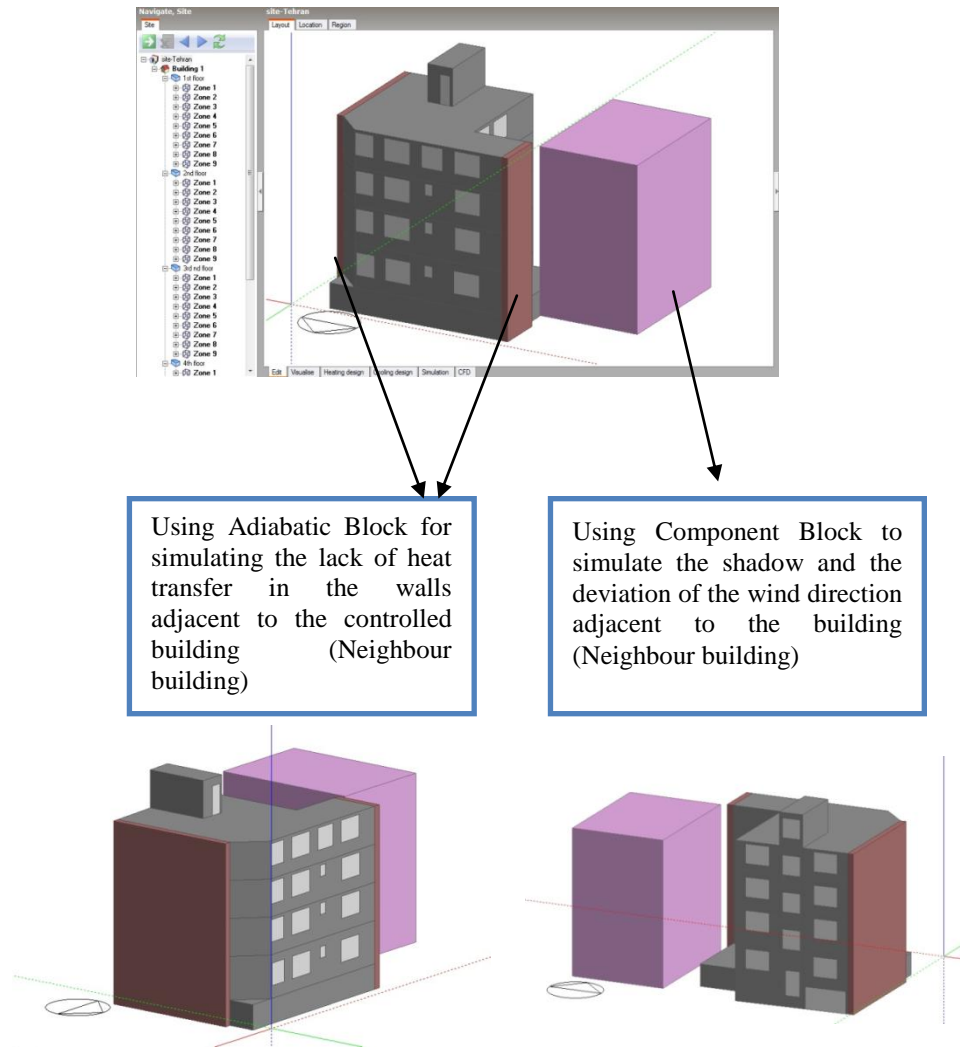 Navigate, Site
Site
site-Tehran
Building 1
1st floor
Zone 1
Zone 2
Zone 3
Zone 4
Zone 5
Zone 6
Zone 7
Zone 8
Zone 9
2nd floor
Zone 1
Zone 2
Zone 3
Zone 4
Zone 5
Zone 6
Zone 7
Zone 8
Zone 9
3rd nd floor
Zone 1
Zone 2
Zone 3
Zone 4
Zone 5
Zone 6
Zone 7
Zone 8
Zone 9
4th floor
Zone 1
site-Tehran
Layout Location Region
Edit Visualise Heating design Cooling design Simulation CFD
Using Adiabatic Block for
simulating the lack of heat
transfer in the walls
adjacent to the controlled
building (Neighbour
building)
Using Component Block to
simulate the shadow and the
deviation of the wind direction
adjacent to the building
(Neighbour building)